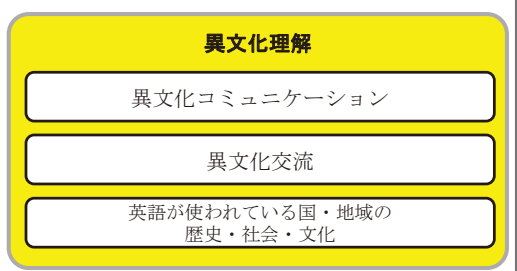 異文化理解
異文化コミュニケーション
異文化交流
英語が使われている国・地域の
歴史・社会・文化